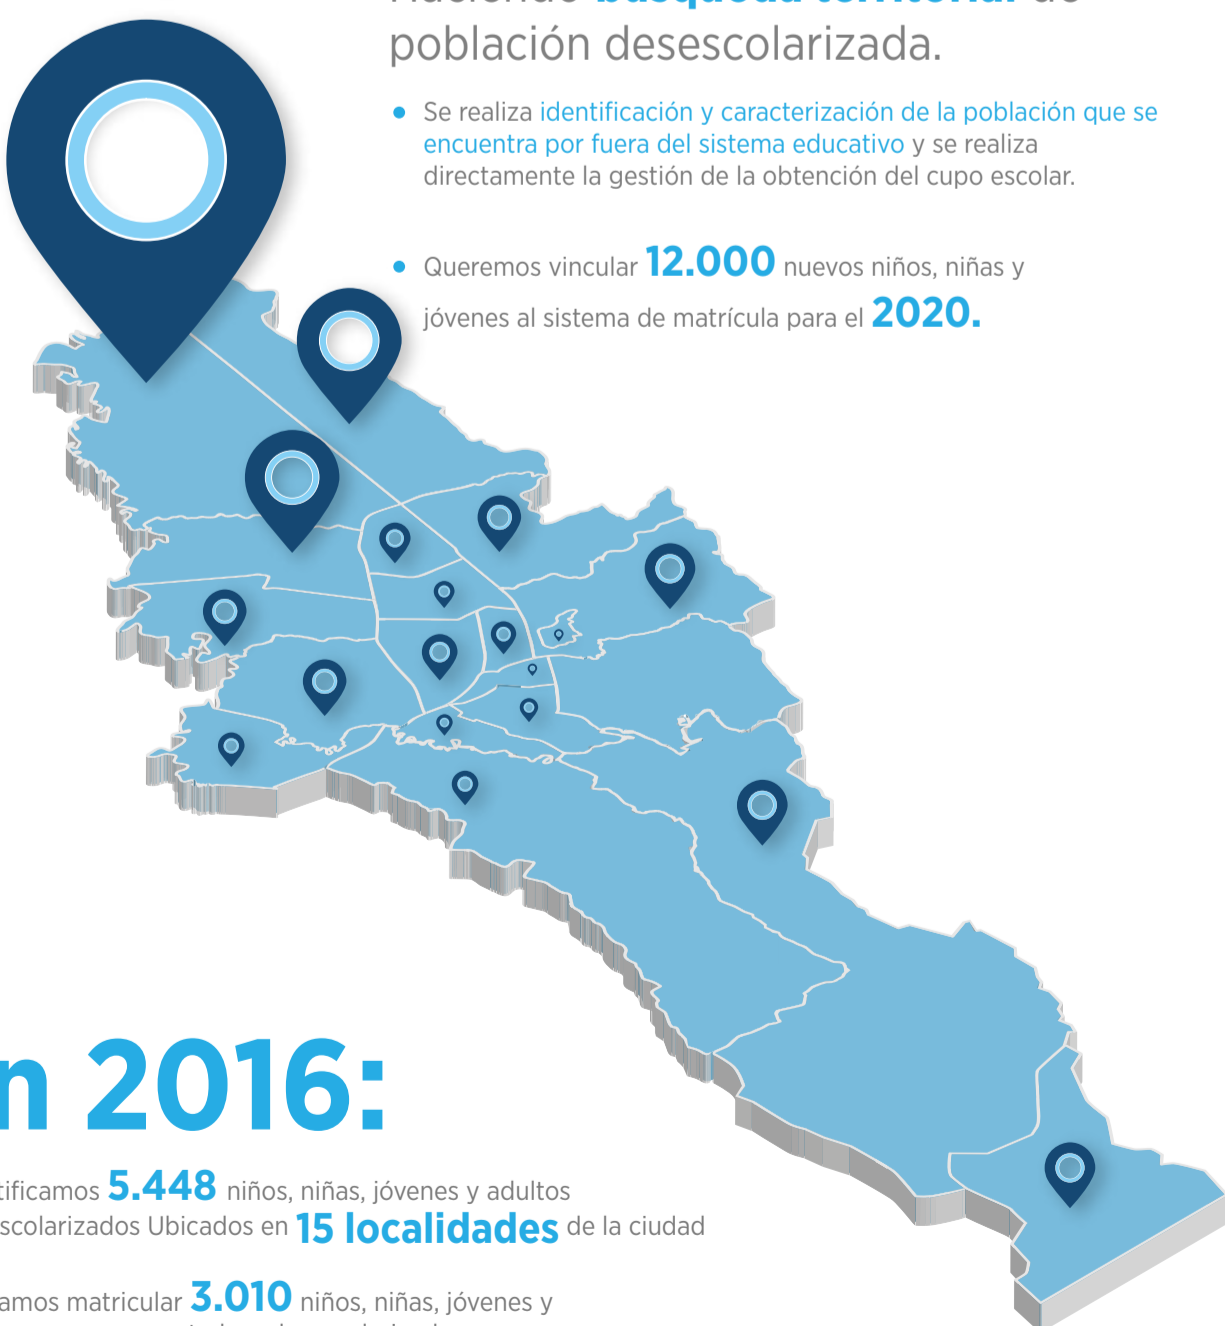 búsqueda territorial de
población desescolarizada.
• Se realiza identificación y caracterización de la población que se
encuentra por fuera del sistema educativo y se realiza
directamente la gestión de la obtención del cupo escolar.
• Queremos vincular 12.000 nuevos niños, niñas y
jóvenes al sistema de matrícula para el 2020.
n 2016:
tificamos 5.448 niños, niñas, jóvenes y adultos
scolarizados Ubicados en 15 localidades de la ciudad
amos matricular 3.010 niños, niñas, jóvenes y